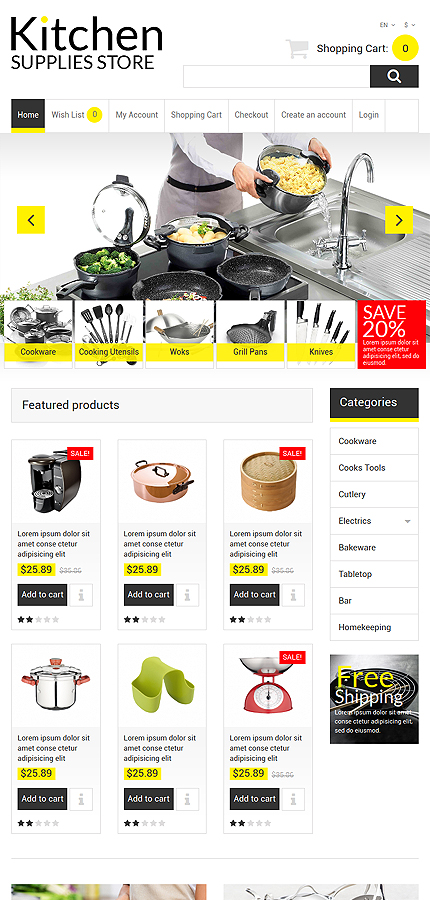 Kitchen
SUPPLIES STORE
EN
$
Shopping Cart: 0
Home
Wish List 0
My Account
Shopping Cart
Checkout
Create an account
Login
Cookware
Cooking Utensils
Woks
Grill Pans
Knives
SAVE
20%
Lorem ipsum dolor sit
amet, consectetur
adipisicing elit, sed do
eiusmod.
Featured products
SALE!
Lorem ipsum dolor sit
amet conse ctetur
adipisicing elit
$25.89 $35.86
Add to cart
Lorem ipsum dolor sit
amet conse ctetur
adipisicing elit
$25.89
Add to cart
SALE!
Lorem ipsum dolor sit
amet conse ctetur
adipisicing elit
$25.89 $35.86
Add to cart
Lorem ipsum dolor sit
amet conse ctetur
adipisicing elit
$25.89
Add to cart
Lorem ipsum dolor sit
amet conse ctetur
adipisicing elit
$25.89
Add to cart
SALE!
Lorem ipsum dolor sit
amet conse ctetur
adipisicing elit
$25.89 $35.86
Add to cart
Categories
Cookware
Cooks Tools
Cutlery
Electrics
Bakeware
Tabletop
Bar
Homekeeping
Free
Shipping
Lorem ipsum dolor sit amet,
conse ctetur adipisicing elit,
sed do eiusmod.